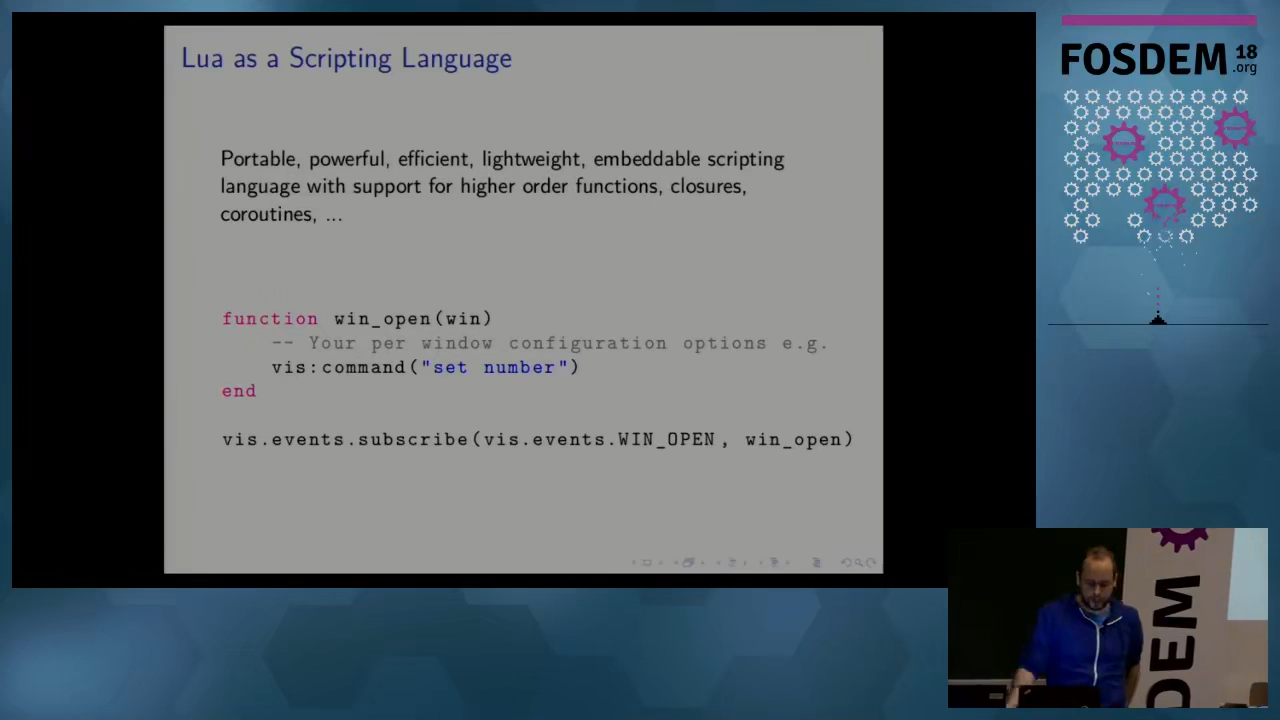 Lua as a Scripting Language
Portable, powerful, efficient, lightweight, embeddable scripting
language with support for higher order functions, closures,
coroutines, ...
function win_open(win)
-- Your per window configuration options e.g.
vis:command("set number")
end
vis.events.subscribe(vis.events.WIN_OPEN, win_open)
FOSDEM 18
.org
DEM